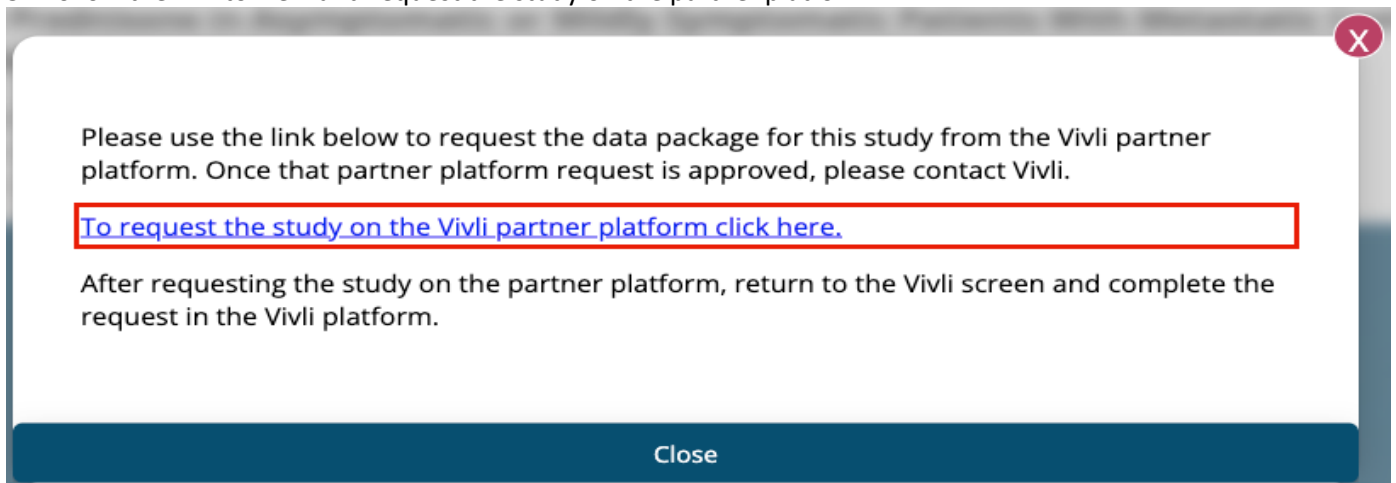 X
Please use the link below to request the data package for this study from the Vivli partner
platform. Once that partner platform request is approved, please contact Vivli.
To request the study on the Vivli partner platform click here.
After requesting the study on the partner platform, return to the Vivli screen and complete the
request in the Vivli platform.
Close